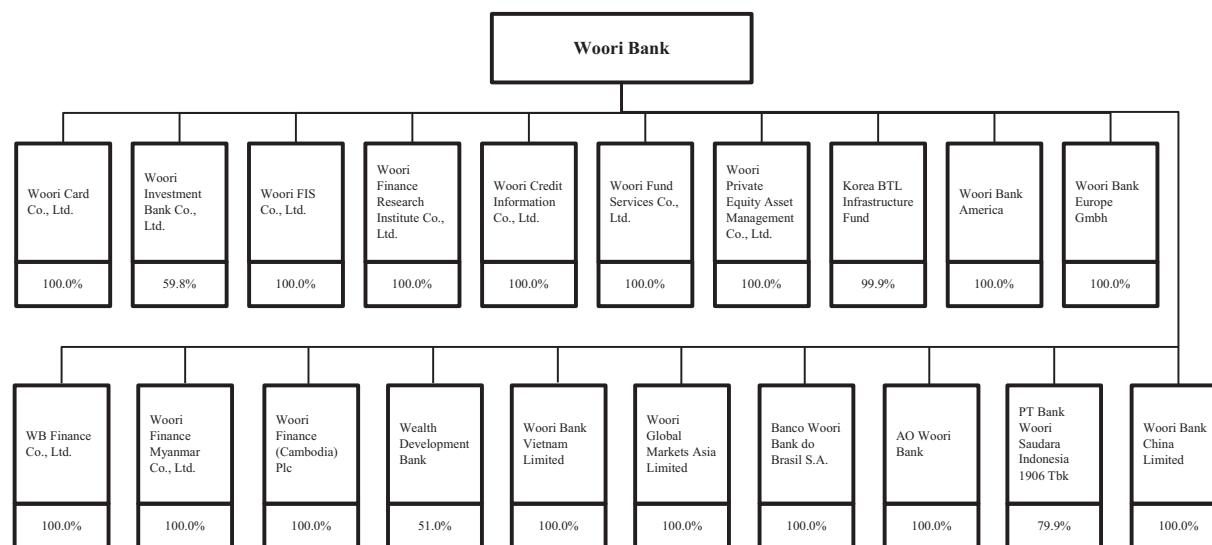 Woori Bank
Woori Card
Co., Ltd.
100.0%
Woori
Investment
Bank Co.,
Ltd.
59.8%
Woori FIS
Co., Ltd.
100.0%
Woori
Finance
Research
Institute Co.,
Ltd.
100.0%
Woori Credit
Information
Co., Ltd.
100.0%
Woori Fund
Services Co.,
Ltd.
100.0%
Woori
Private
Equity Asset
Management
Co., Ltd.
100.0%
Korea BTL
Infrastructure
Fund
99.9%
Woori Bank
America
100.0%
Woori Bank
Europe
Gmbh
100.0%
WB Finance
Co., Ltd.
100.0%
Woori
Finance
Myanmar
Co., Ltd.
100.0%
Woori
Finance
(Cambodia)
Plc
100.0%
Wealth
Development
Bank
51.0%
Woori Bank
Vietnam
Limited
100.0%
Woori
Global
Markets Asia
Limited
100.0%
Banco Woori
Bank do
Brasil S.A.
100.0%
AO Woori
Bank
100.0%
PT Bank
Woori
Saudara
Indonesia
1906 Tbk
79.9%
Woori Bank
China
Limited
100.0%